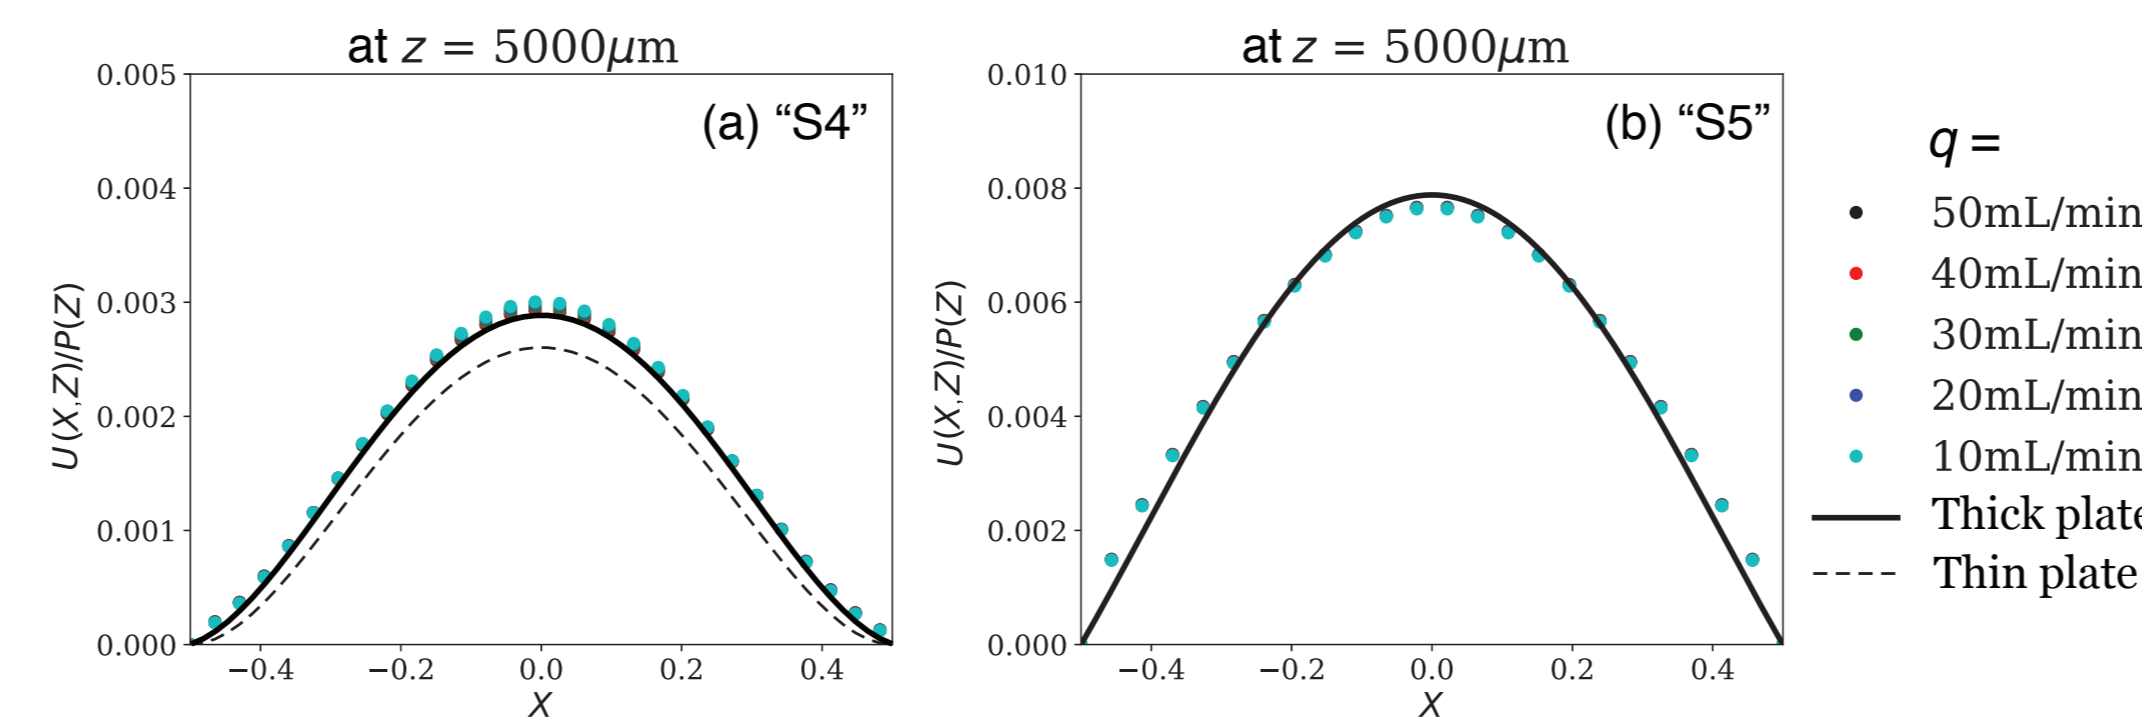 at z = 5000μm
(a) “S4”
U(X,Z)/P(Z)
0.005
0.004
0.003
0.002
0.001
0.000
−0.4 −0.2 0.0 0.2 0.4
X
at z = 5000μm
(b) “S5”
U(X,Z)/P(Z)
0.010
0.008
0.006
0.004
0.002
0.000
−0.4 −0.2 0.0 0.2 0.4
X
q =
50mL/min
40mL/min
30mL/min
20mL/min
10mL/min
Thick plate
Thin plate